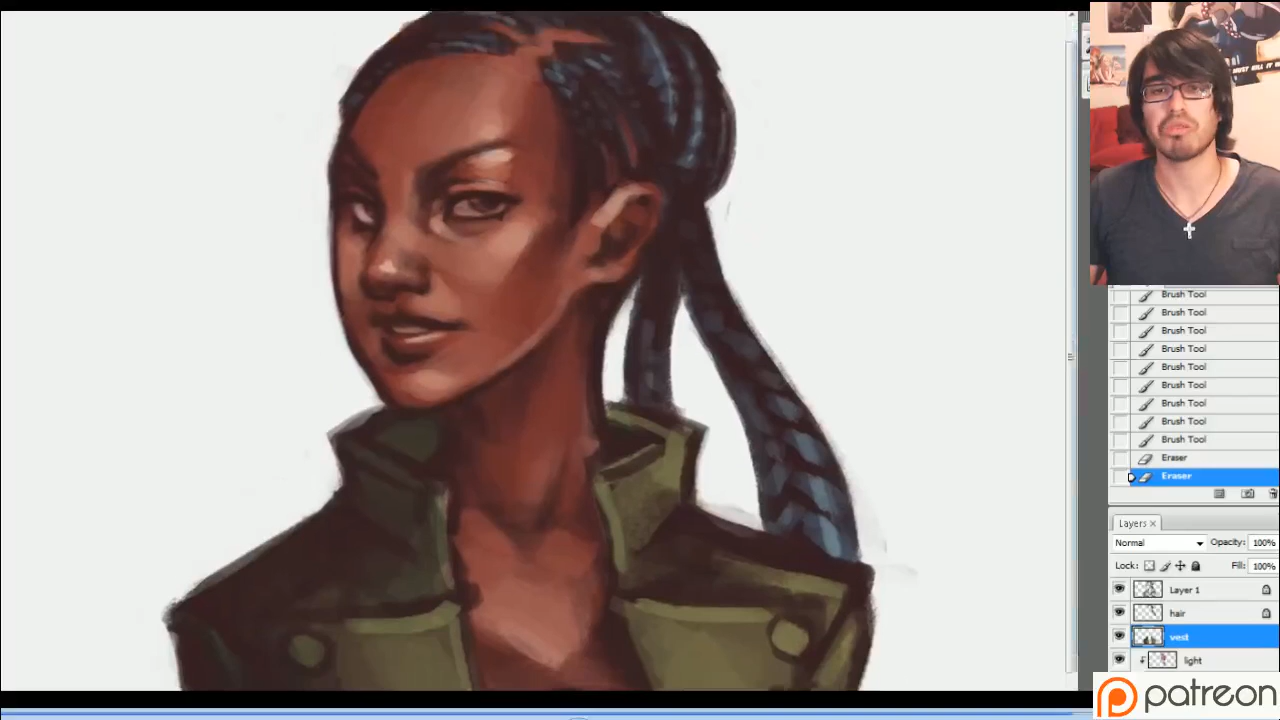 Brush Tool
Brush Tool
Brush Tool
Brush Tool
Brush Tool
Brush Tool
Brush Tool
Brush Tool
Brush Tool
Eraser
Eraser
Layers ×
Normal Opacity: 100%
Lock: Fill: 100%
Layer 1
hair
vest
light
patreon